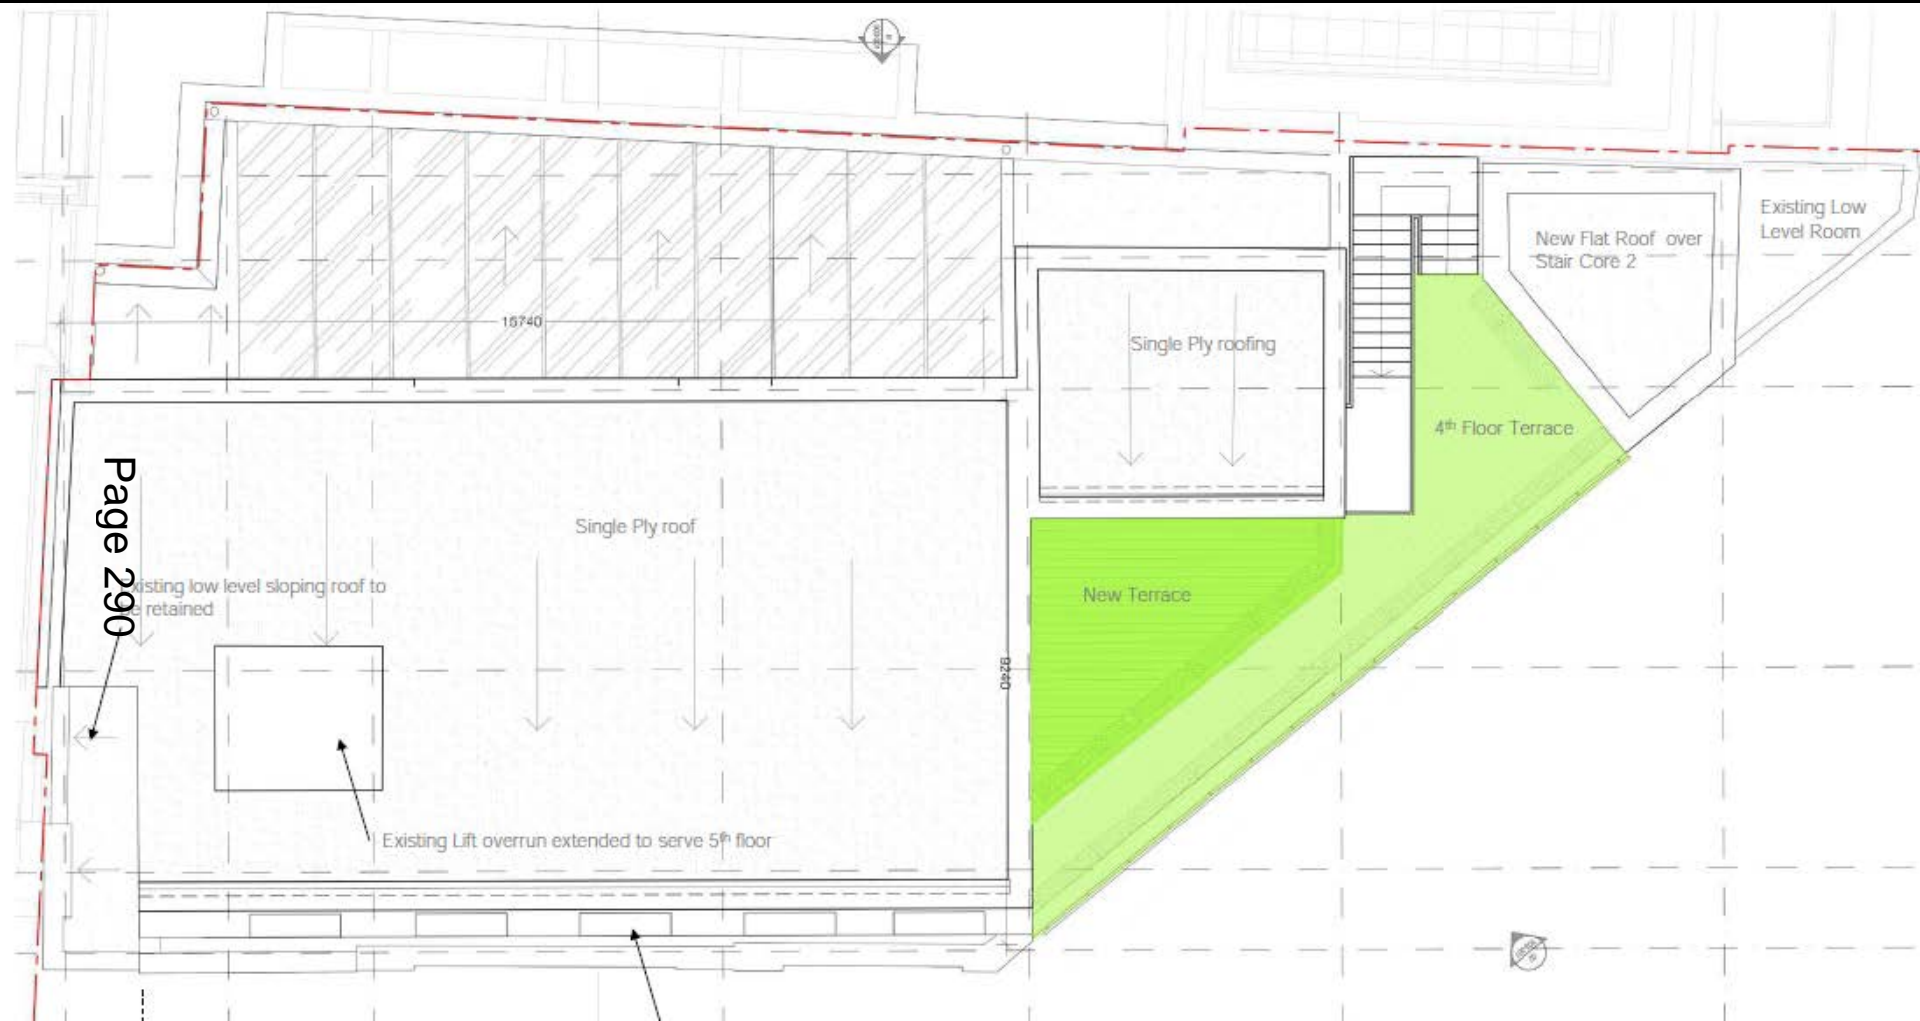 Existing Low
Level Room
New Flat Roof over
Stair Core 2
15740
Single Ply roofing
4th Floor Terrace
Page 290
Single Ply roof
xisting low level sloping roof to
e retained
New Terrace
9240
Existing Lift overrun extended to serve 5th floor